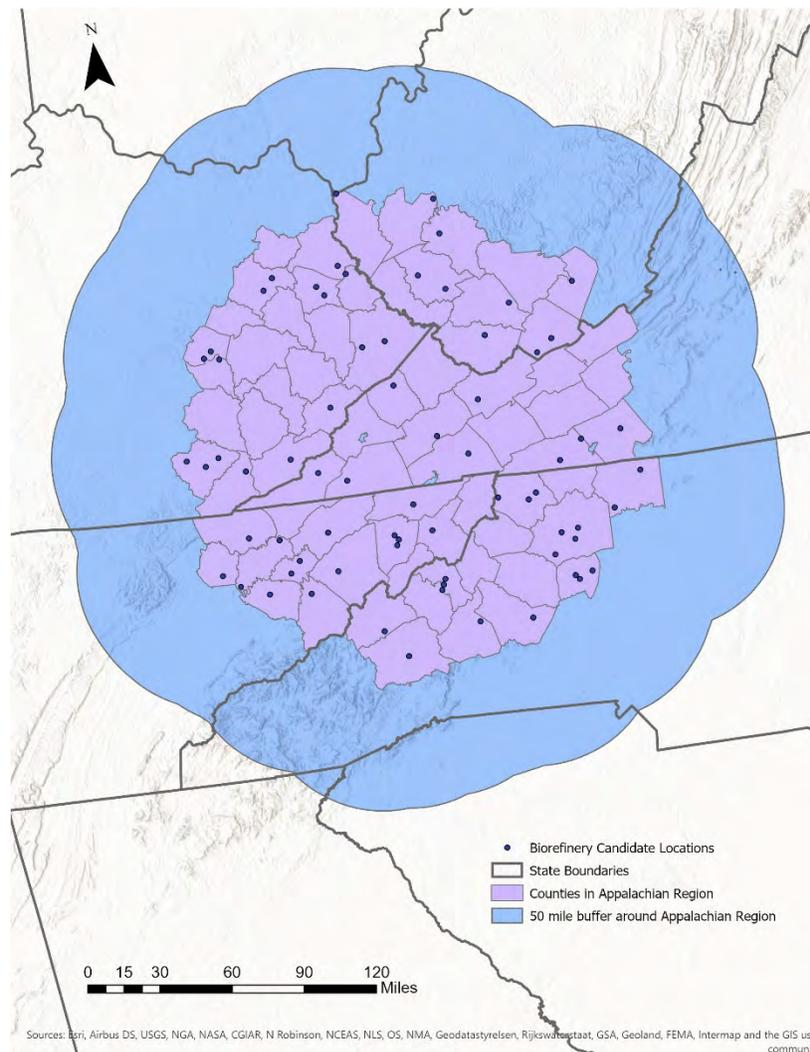 N
Biorefinery Candidate Locations
State Boundaries
Counties in Appalachian Region
50 mile buffer around Appalachian Region
0 15 30 60 90 120
Miles
Sources: Esri, Airbus DS, USGS, NGA, NASA, CGIAR, N Robinson, NCEAS, NLS, OS, NMA, Geodatastyrelsen, Rijkswaterstaat, GSA, Geoland, FEMA, Intermap and the GIS us
commun